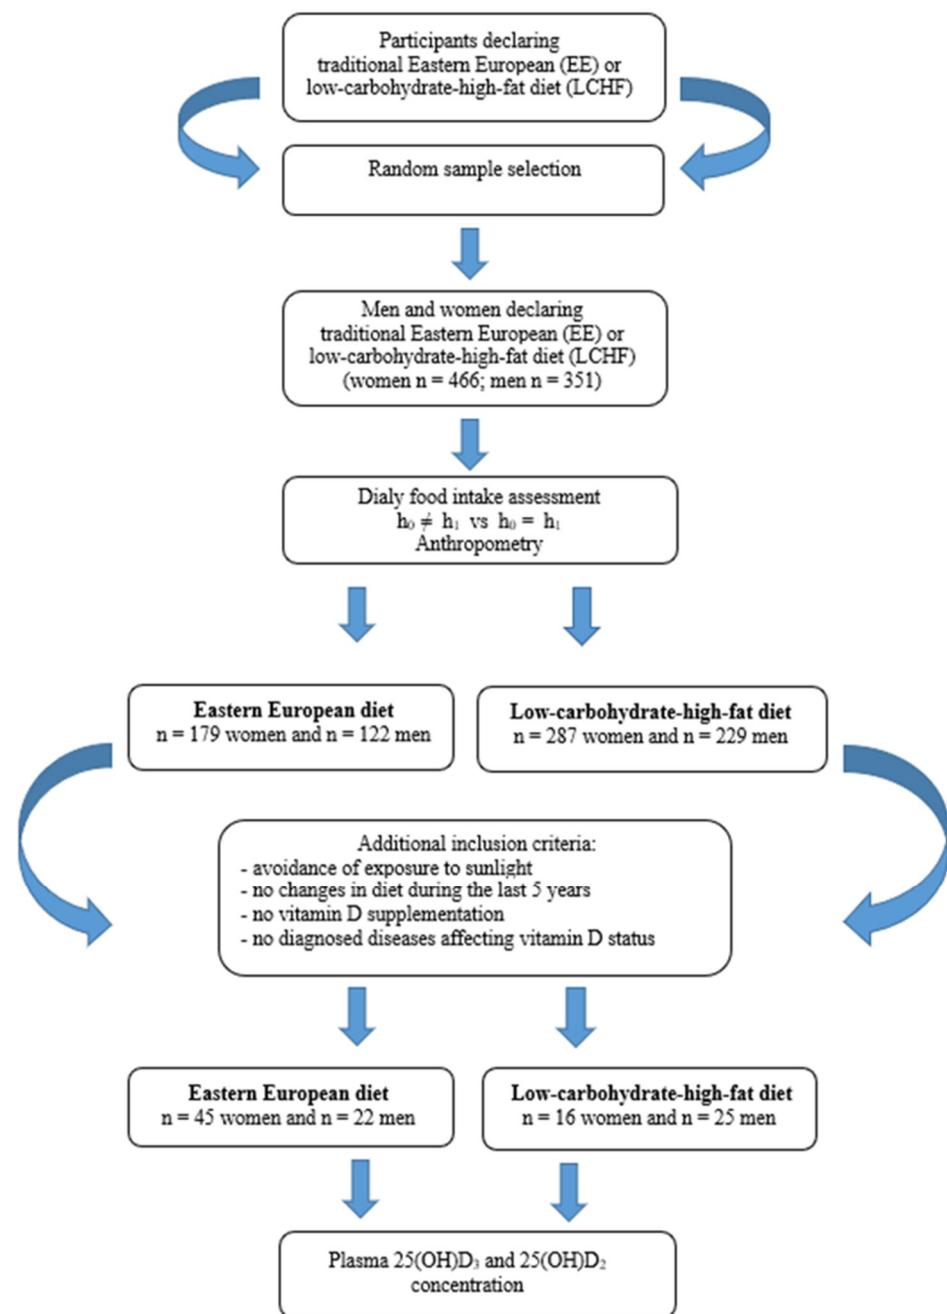 Participants declaring
traditional Eastern European (EE) or
low-carbohydrate-high-fat diet (LCHF)
Random sample selection
Men and women declaring
traditional Eastern European (EE) or
low-carbohydrate-high-fat diet (LCHF)
(women n = 466; men n = 351)
Dialy food intake assessment
h₀ ≠ h₁ vs h₀ = h₁
Anthropometry
Eastern European diet
n = 179 women and n = 122 men
Low-carbohydrate-high-fat diet
n = 287 women and n = 229 men
Additional inclusion criteria:
- avoidance of exposure to sunlight
- no changes in diet during the last 5 years
- no vitamin D supplementation
- no diagnosed diseases affecting vitamin D status
Eastern European diet
n = 45 women and n = 22 men
Low-carbohydrate-high-fat diet
n = 16 women and n = 25 men
Plasma 25(OH)D₃ and 25(OH)D₂
concentration